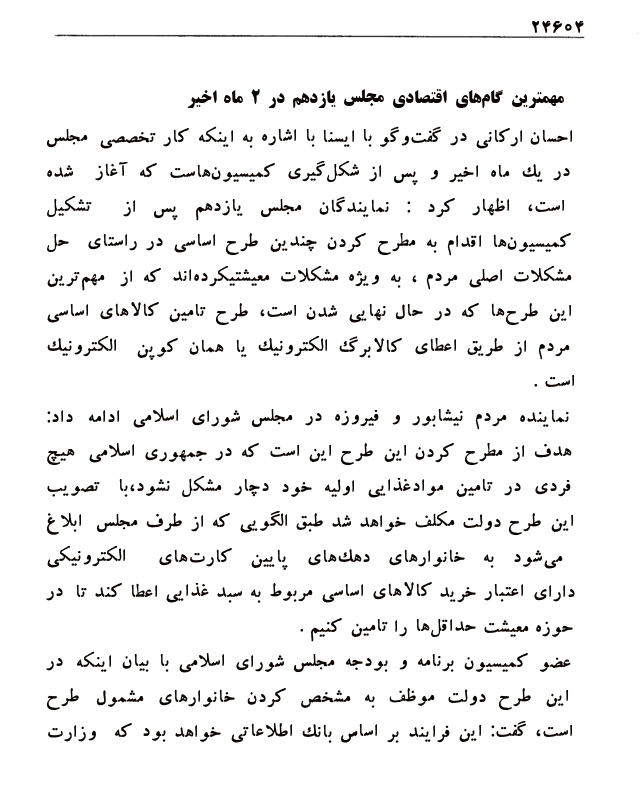 ۲۴۶۰۴
مهمترین گام‌های اقتصادی مجلس یازدهم در ۲ ماه اخیر
احسان ارکانی در گفت‌وگو با ایسنا با اشاره به اینکه کار تخصصی مجلس
در یك ماه اخیر و پس از شکل‌گیری کمیسیون‌هاست که آغاز شده
است، اظهار کرد : نمایندگان مجلس یازدهم پس از تشکیل
کمیسیون‌ها اقدام به مطرح کردن چندین طرح اساسی در راستای حل
مشکلات اصلی مردم ، به ویژه مشکلات معیشتیکرده‌اند که از مهم‌ترین
این طرح‌ها که در حال نهایی شدن است، طرح تامین کالاهای اساسی
مردم از طریق اعطای کالابرگ الکترونیك یا همان کوپن الکترونیك
است .
نماینده مردم نیشابور و فیروزه در مجلس شورای اسلامی ادامه داد:
هدف از مطرح کردن این طرح این است که در جمهوری اسلامی هیچ
فردی در تامین موادغذایی اولیه خود دچار مشکل نشود،با تصویب
این طرح دولت مکلف خواهد شد طبق الگویی که از طرف مجلس ابلاغ
می‌شود به خانوارهای دهك‌های پایین کارت‌های الکترونیکی
دارای اعتبار خرید کالاهای اساسی مربوط به سبد غذایی اعطا کند تا در
حوزه معیشت حداقل‌ها را تامین کنیم .
عضو کمیسیون برنامه و بودجه مجلس شورای اسلامی با بیان اینکه در
این طرح دولت موظف به مشخص کردن خانوارهای مشمول طرح
است، گفت: این فرایند بر اساس بانك اطلاعاتی خواهد بود که وزارت